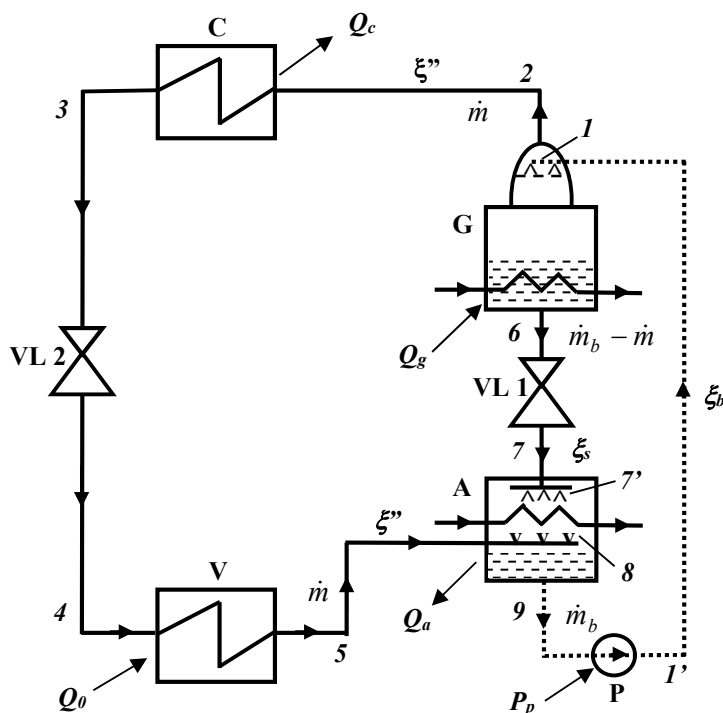 C
Q_c
3
ξ”
2
ṁ
1
G
VL 2
Q_g
6
ṁ_b − ṁ
VL 1
ξ_b
7
ξ_s
A
7’
ξ”
V
ṁ
8
4
5
Q_a
9
ṁ_b
Q_0
P_p
P
1’